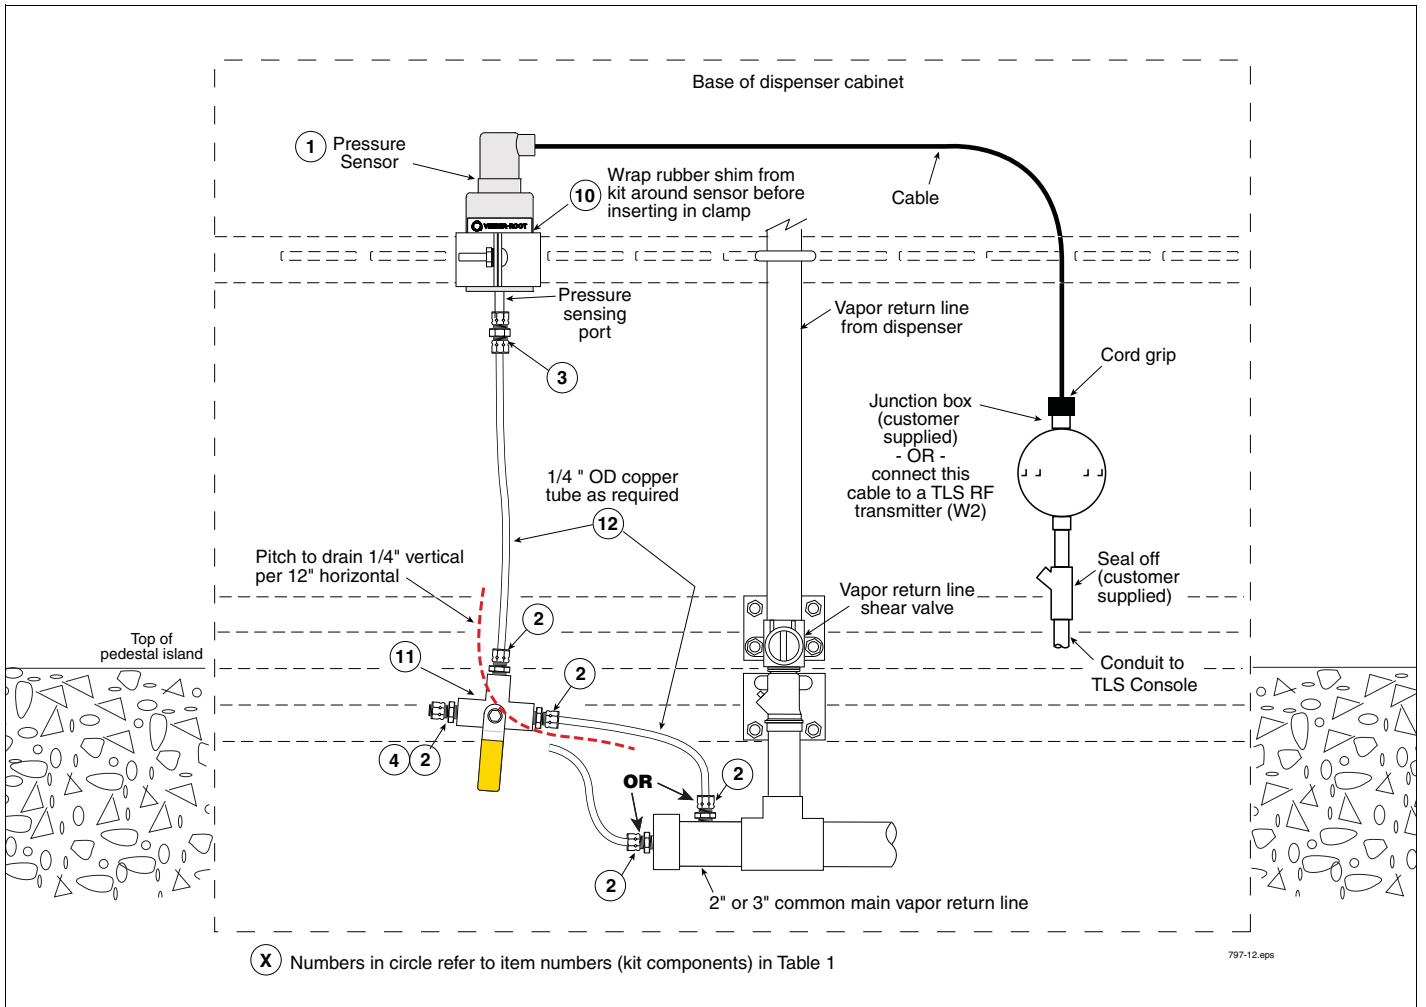 Base of dispenser cabinet
1
Pressure
Sensor
10
Wrap rubber shim from
kit around sensor before
inserting in clamp
VEEDER-ROOT
Cable
Pressure
sensing
port
3
Vapor return line
from dispenser
Cord grip
Junction box
(customer
supplied)
- OR -
connect this
cable to a TLS RF
transmitter (W2)
1/4 " OD copper
tube as required
12
Pitch to drain 1/4" vertical
per 12" horizontal
Seal off
(customer
supplied)
Vapor return line
shear valve
2
Top of
pedestal island
11
2
Conduit to
TLS Console
4
2
OR
2
2
2" or 3" common main vapor return line
X Numbers in circle refer to item numbers (kit components) in Table 1
797-12.eps